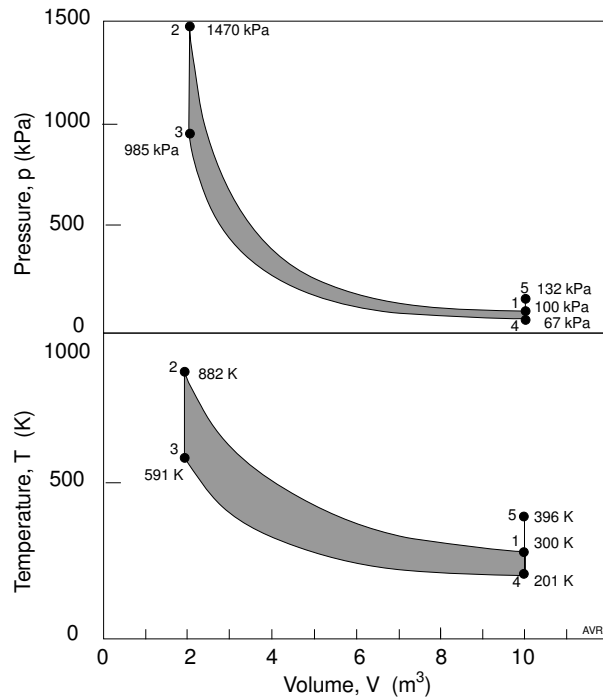 1500
2
1470 kPa
1000
3
985 kPa
500
5
132 kPa
1
100 kPa
4
67 kPa
0
Pressure, p (kPa)
1000
2
882 K
3
591 K
500
5
396 K
1
300 K
4
201 K
0
Temperature, T (K)
AVR
0
2
4
6
8
10
Volume, V (m³)